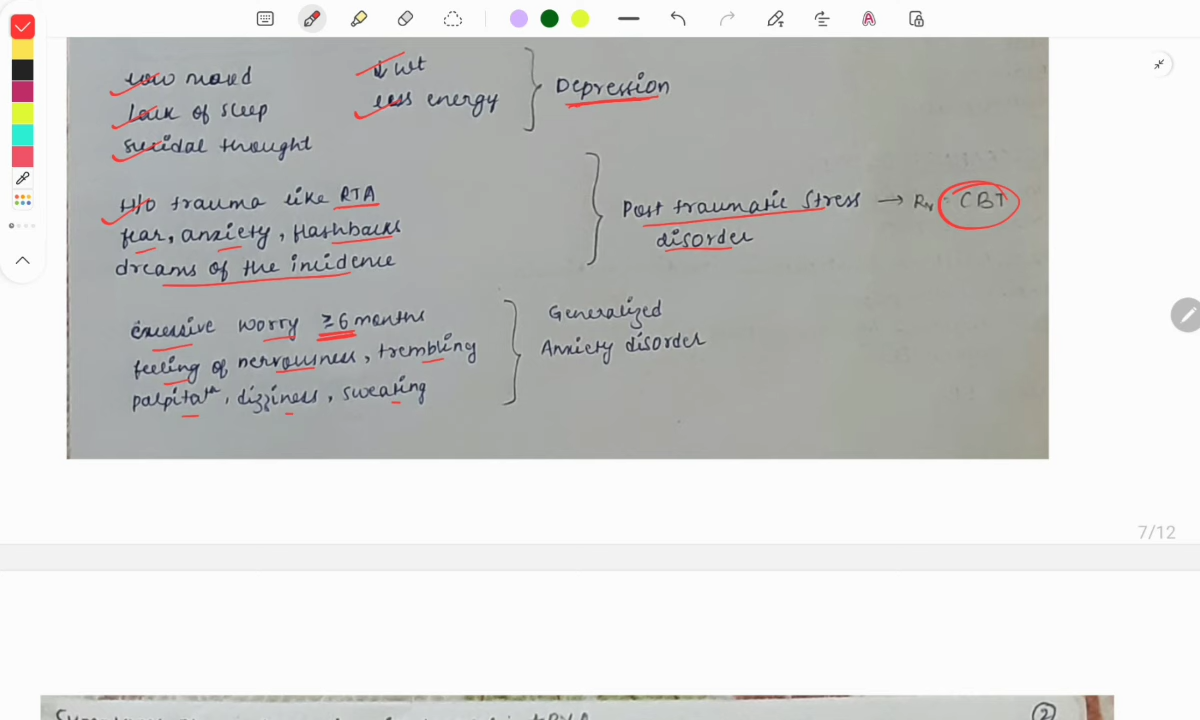 low mood
↓ wt
lack of sleep
less energy
suicidal thought
Depression
H/O trauma like RTA
fear, anxiety, flashbacks
dreams of the incidence
Post traumatic stress → Rx CBT
disorder
excessive worry ≥6 months
feeling of nervousness, trembling
palpitatⁿ, dizziness, sweating
Generalized
Anxiety disorder
7/12
2